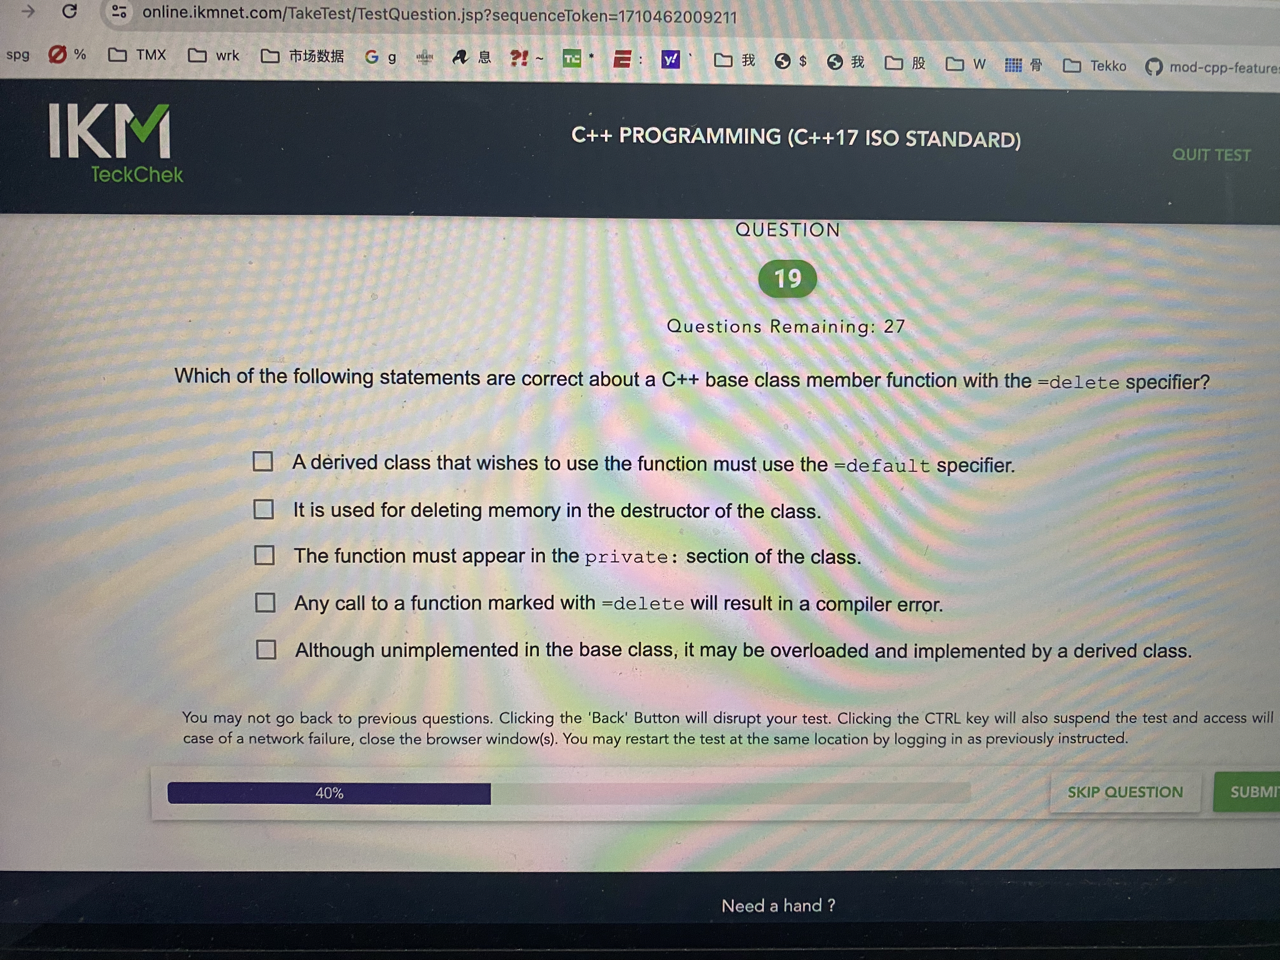 online.ikmnet.com/TakeTest/TestQuestion.jsp?sequenceToken=1710462009211
spg % TMX wrk 市场数据 G g 息 ?! ~ TC * : y! ` 我 $ 我 股 W 骨 Tekko mod-cpp-features
IKM
TeckChek
C++ PROGRAMMING (C++17 ISO STANDARD)
QUIT TEST
QUESTION
19
Questions Remaining: 27
Which of the following statements are correct about a C++ base class member function with the =delete specifier?
A derived class that wishes to use the function must use the =default specifier.
It is used for deleting memory in the destructor of the class.
The function must appear in the private: section of the class.
Any call to a function marked with =delete will result in a compiler error.
Although unimplemented in the base class, it may be overloaded and implemented by a derived class.
You may not go back to previous questions. Clicking the 'Back' Button will disrupt your test. Clicking the CTRL key will also suspend the test and access will
case of a network failure, close the browser window(s). You may restart the test at the same location by logging in as previously instructed.
40%
SKIP QUESTION
SUBMI
Need a hand ?